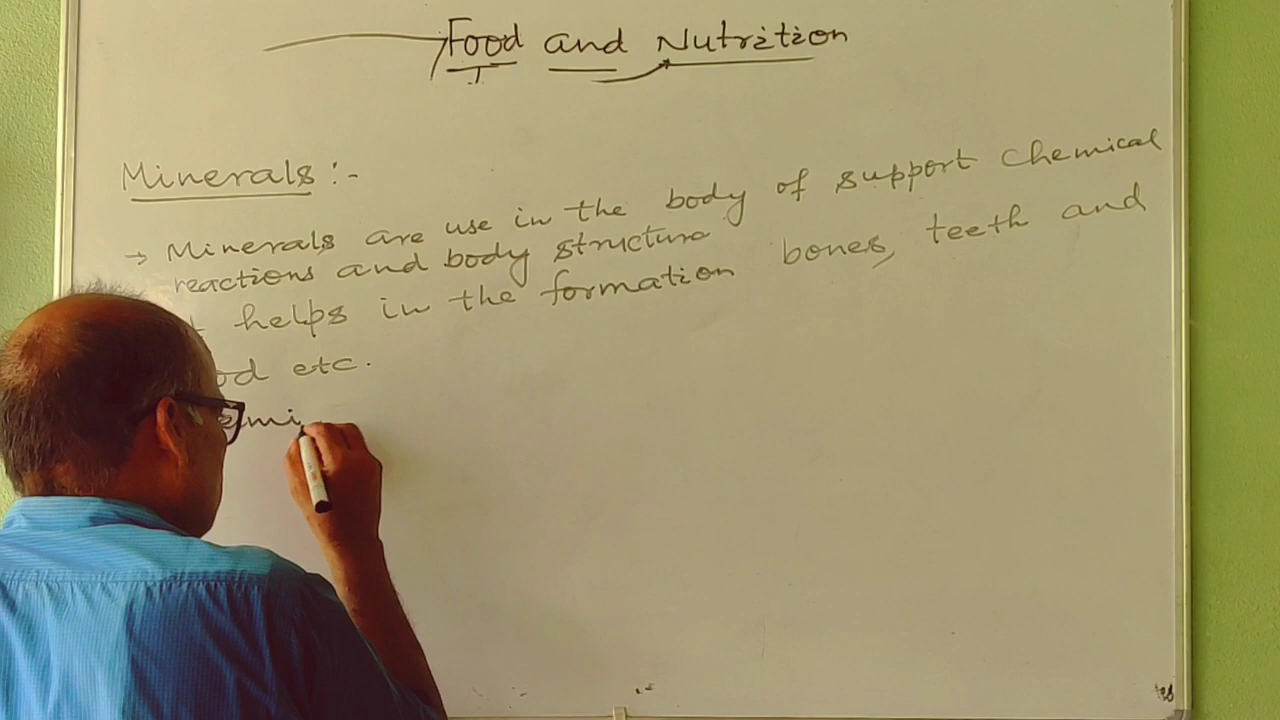 Food and Nutrition
Minerals :-
→ Minerals are use in the body of support chemical
reactions and body structure
helps in the formation bones, teeth and
etc.